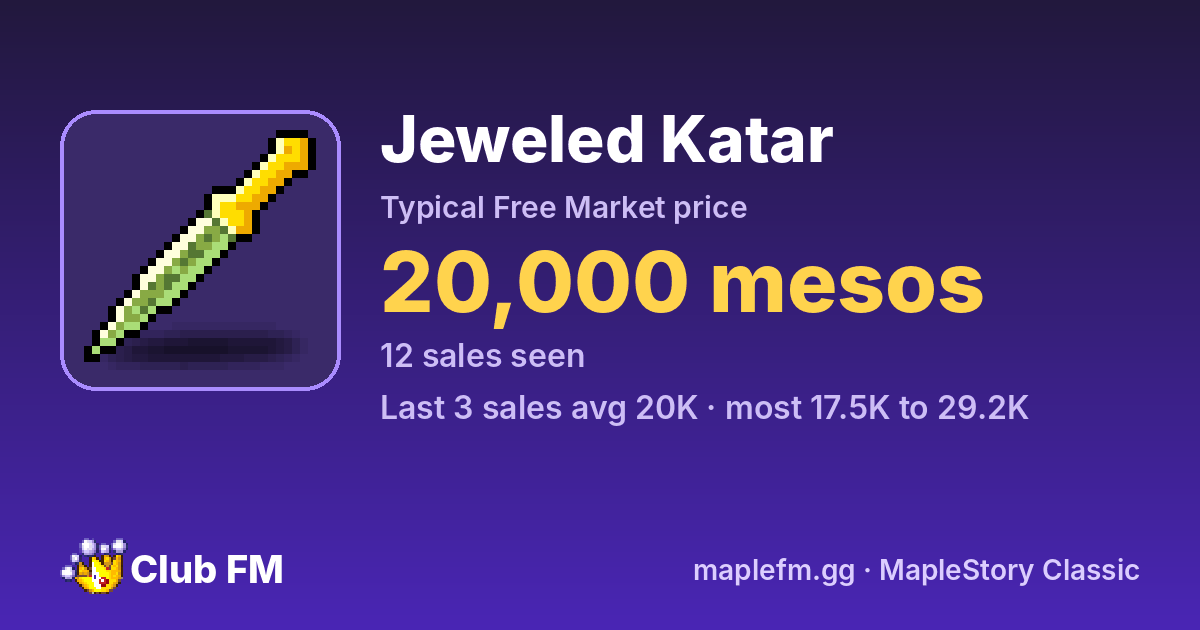 Jeweled Katar
Typical Free Market price
20,000 mesos
12 sales seen
Last 3 sales avg 20K · most 17.5K to 29.2K
Club FM
maplefm.gg · MapleStory Classic